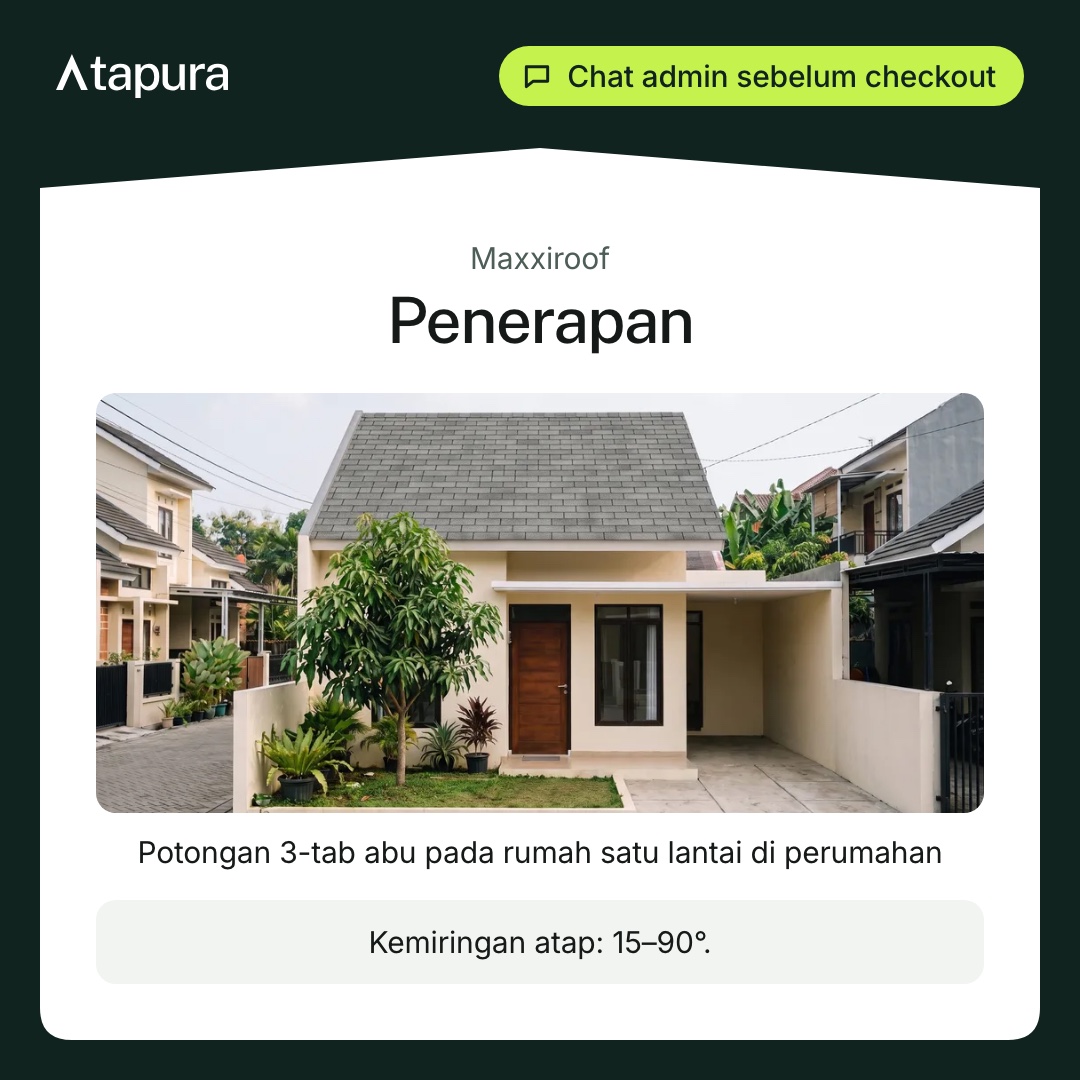 Atapura
Chat admin sebelum checkout
Maxxiroof
Penerapan
Potongan 3-tab abu pada rumah satu lantai di perumahan
Kemiringan atap: 15–90°.